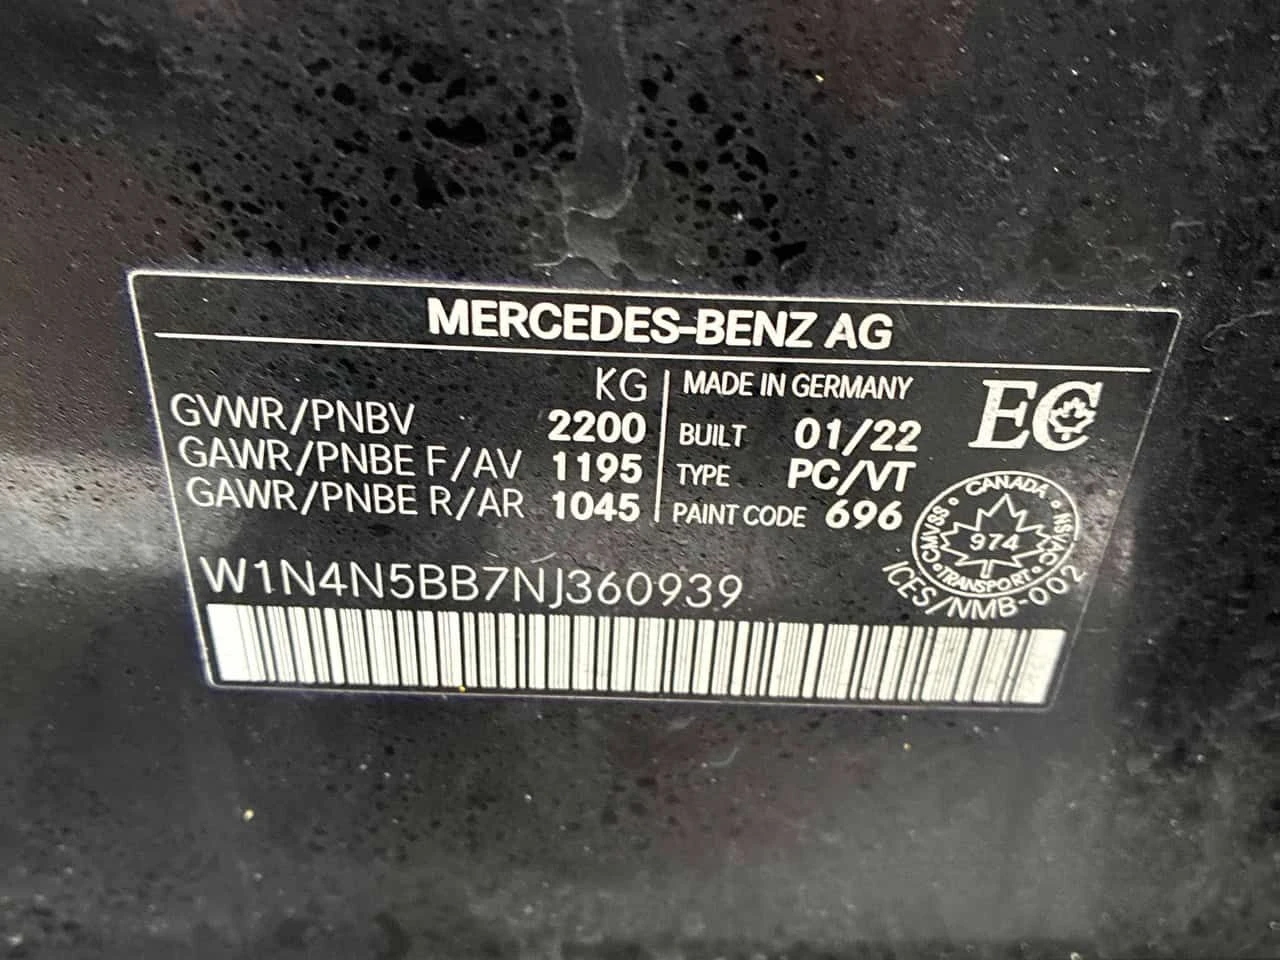 MERCEDES-BENZ AG
KG
GVWR/PNBV 2200
GAWR/PNBE F/AV 1195
GAWR/PNBE R/AR 1045
MADE IN GERMANY
BUILT 01/22
TYPE PC/VT
PAINT CODE 696
EC
CANADA
CMVSS
974
NSVAC
TRANSPORT
ICES/NMB-002
W1N4N5BB7NJ360939